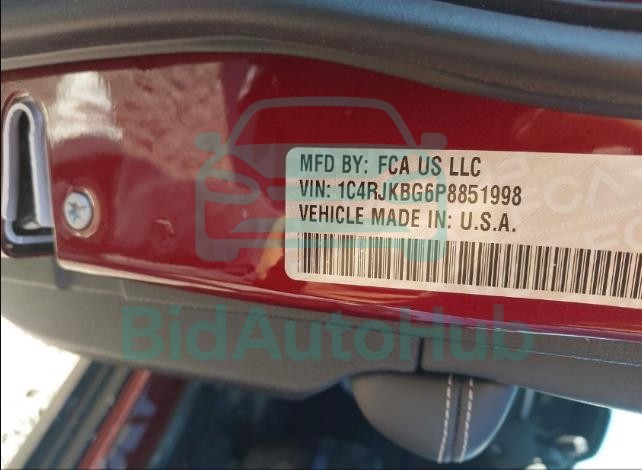 MFD BY: FCA US LLC
VIN: 1C4RJKBG6P8851998
VEHICLE MADE IN: U.S.A.
BidAutoHub